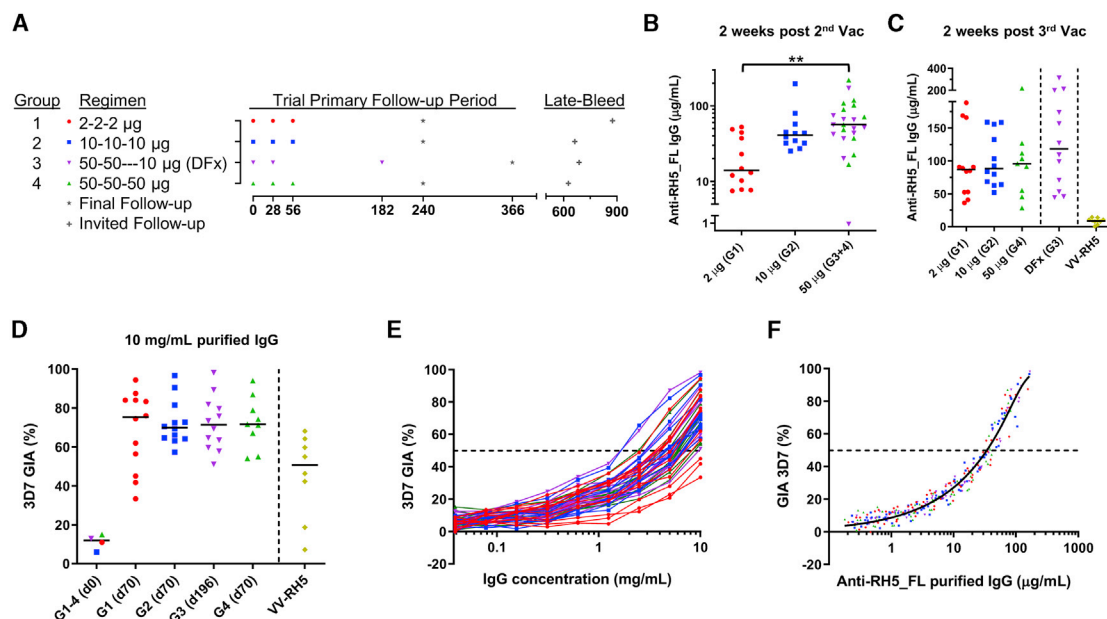 A
Group Regimen Trial Primary Follow-up Period Late-Bleed
1 2-2-2 μg
2 10-10-10 μg
3 50-50---10 μg (DFx)
4 50-50-50 μg
* Final Follow-up
+ Invited Follow-up
0 28 56 182 240 366 600 900
B
2 weeks post 2nd Vac
**
Anti-RH5_FL IgG (μg/mL)
100
10
1
2 μg (G1)
10 μg (G2)
50 μg (G3+4)
C
2 weeks post 3rd Vac
Anti-RH5_FL IgG (μg/mL)
400
200
150
100
50
0
2 μg (G1)
10 μg (G2)
50 μg (G4)
DFx (G3)
VV-RH5
D
10 mg/mL purified IgG
3D7 GIA (%)
100
80
60
40
20
0
G1-4 (d0)
G1 (d70)
G2 (d70)
G3 (d196)
G4 (d70)
VV-RH5
E
3D7 GIA (%)
100
80
60
40
20
0
-20
0.1 1 10
IgG concentration (mg/mL)
F
GIA 3D7 (%)
100
80
60
40
20
0
-20
1 10 100 1000
Anti-RH5_FL purified IgG (μg/mL)